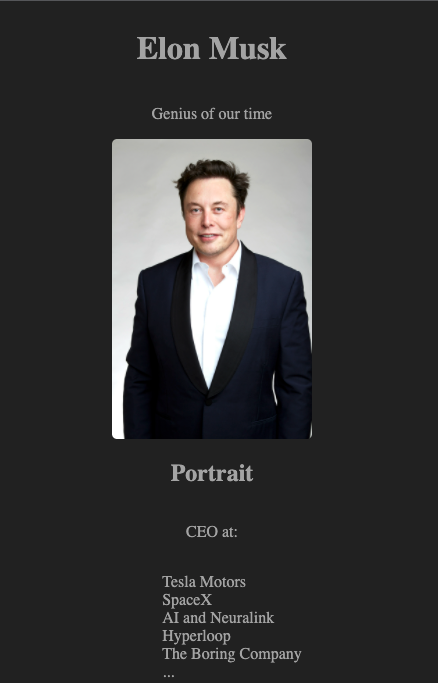 Elon Musk
Genius of our time
Portrait
CEO at:
Tesla Motors
SpaceX
AI and Neuralink
Hyperloop
The Boring Company
...